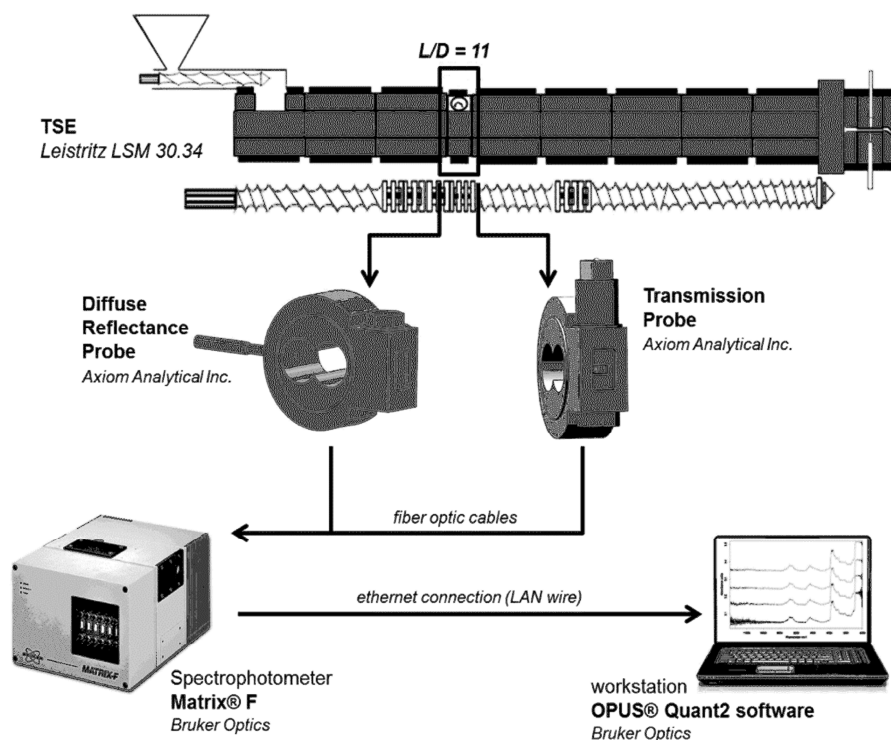 L/D = 11
TSE
Leistritz LSM 30.34
Diffuse
Reflectance
Probe
Axiom Analytical Inc.
Transmission
Probe
Axiom Analytical Inc.
fiber optic cables
ethernet connection (LAN wire)
MATRIX-F
Spectrophotometer
Matrix® F
Bruker Optics
workstation
OPUS® Quant2 software
Bruker Optics